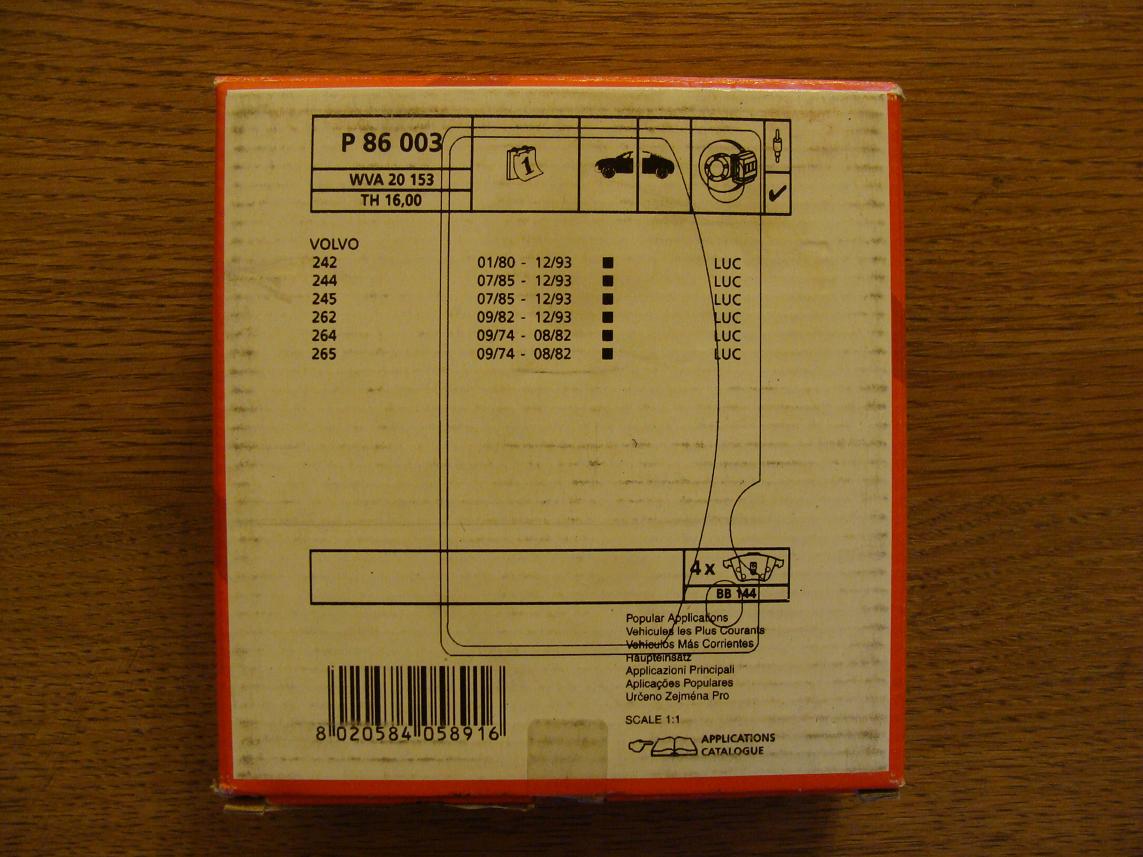 P 86 003
WVA 20 153
TH 16,00
1
VOLVO
242 01/80 - 12/93 ■ LUC
244 07/85 - 12/93 ■ LUC
245 07/85 - 12/93 ■ LUC
262 09/82 - 12/93 ■ LUC
264 09/74 - 08/82 ■ LUC
265 09/74 - 08/82 ■ LUC
4 x
BB 144
Popular Applications
Vehicules les Plus Courants
Vehiculos Más Corrientes
Haupteinsatz
Applicazioni Principali
Aplicações Populares
Určeno Zejména Pro
SCALE 1:1
8 020584 058916
APPLICATIONS
CATALOGUE